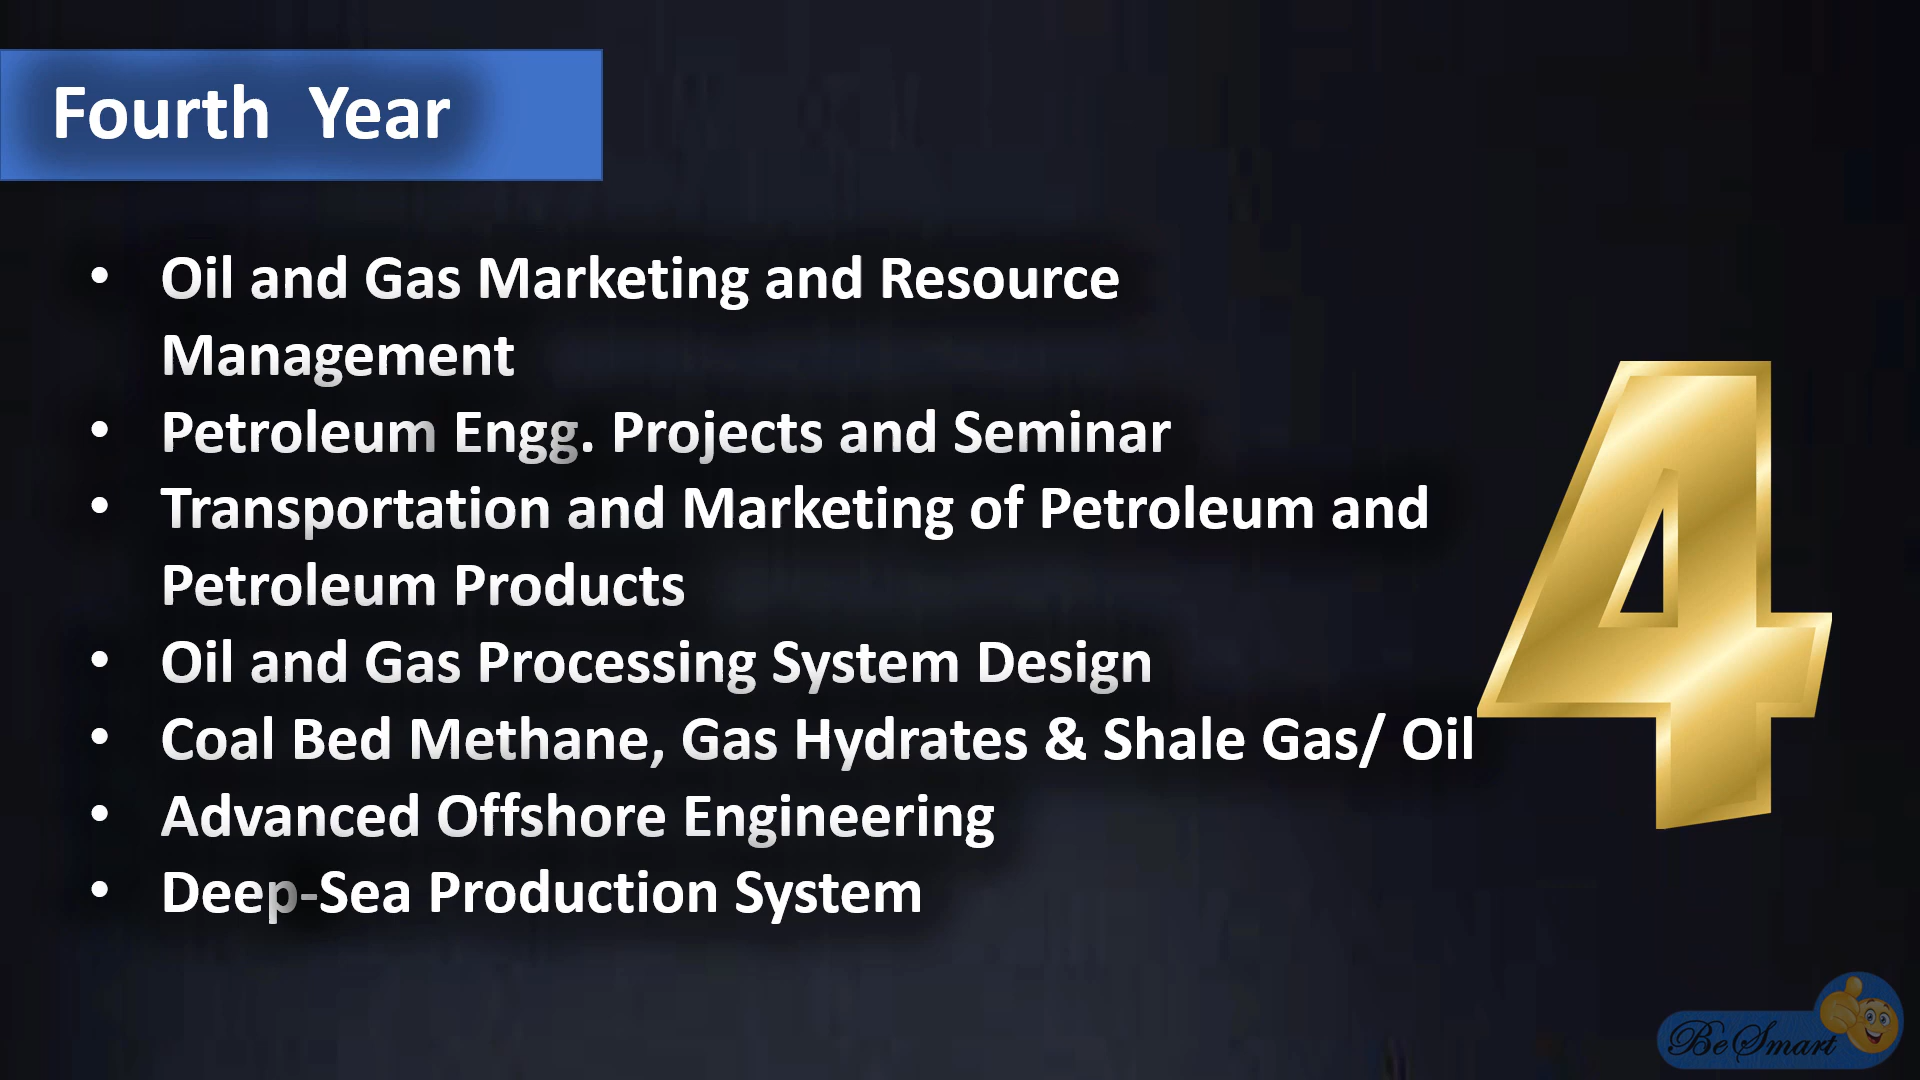 Fourth Year
• Oil and Gas Marketing and Resource
Management
• Petroleum Engg. Projects and Seminar
• Transportation and Marketing of Petroleum and
Petroleum Products
• Oil and Gas Processing System Design
• Coal Bed Methane, Gas Hydrates & Shale Gas/ Oil
• Advanced Offshore Engineering
• Deep-Sea Production System
4
Be Smart